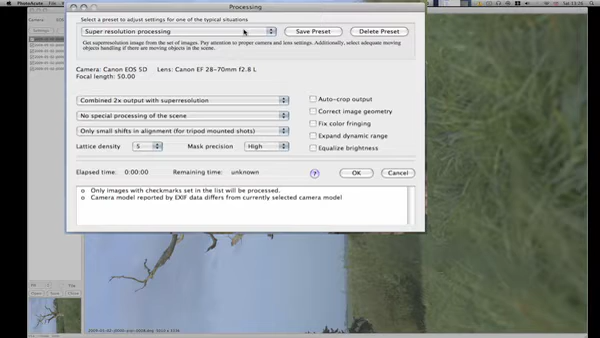 PhotoAcute
Processing
Select a preset to adjust settings for one of the typical situations
Super resolution processing
Save Preset
Delete Preset
Get superresolution image from the set of images. Pay attention to proper camera and lens settings. Additionally, select adequate moving
objects handling if there are moving objects in the scene.
Camera: Canon EOS 5D Lens: Canon EF 28-70mm f2.8 L
Focal length: 50.00
Combined 2x output with superresolution
No special processing of the scene
Only small shifts in alignment (for tripod mounted shots)
Lattice density 5 Mask precision High
Auto-crop output
Correct image geometry
Fix color fringing
Expand dynamic range
Equalize brightness
Elapsed time: 0:00:00 Remaining time: unknown ? OK Cancel
o Only images with checkmarks set in the list will be processed.
o Camera model reported by EXIF data differs from currently selected camera model